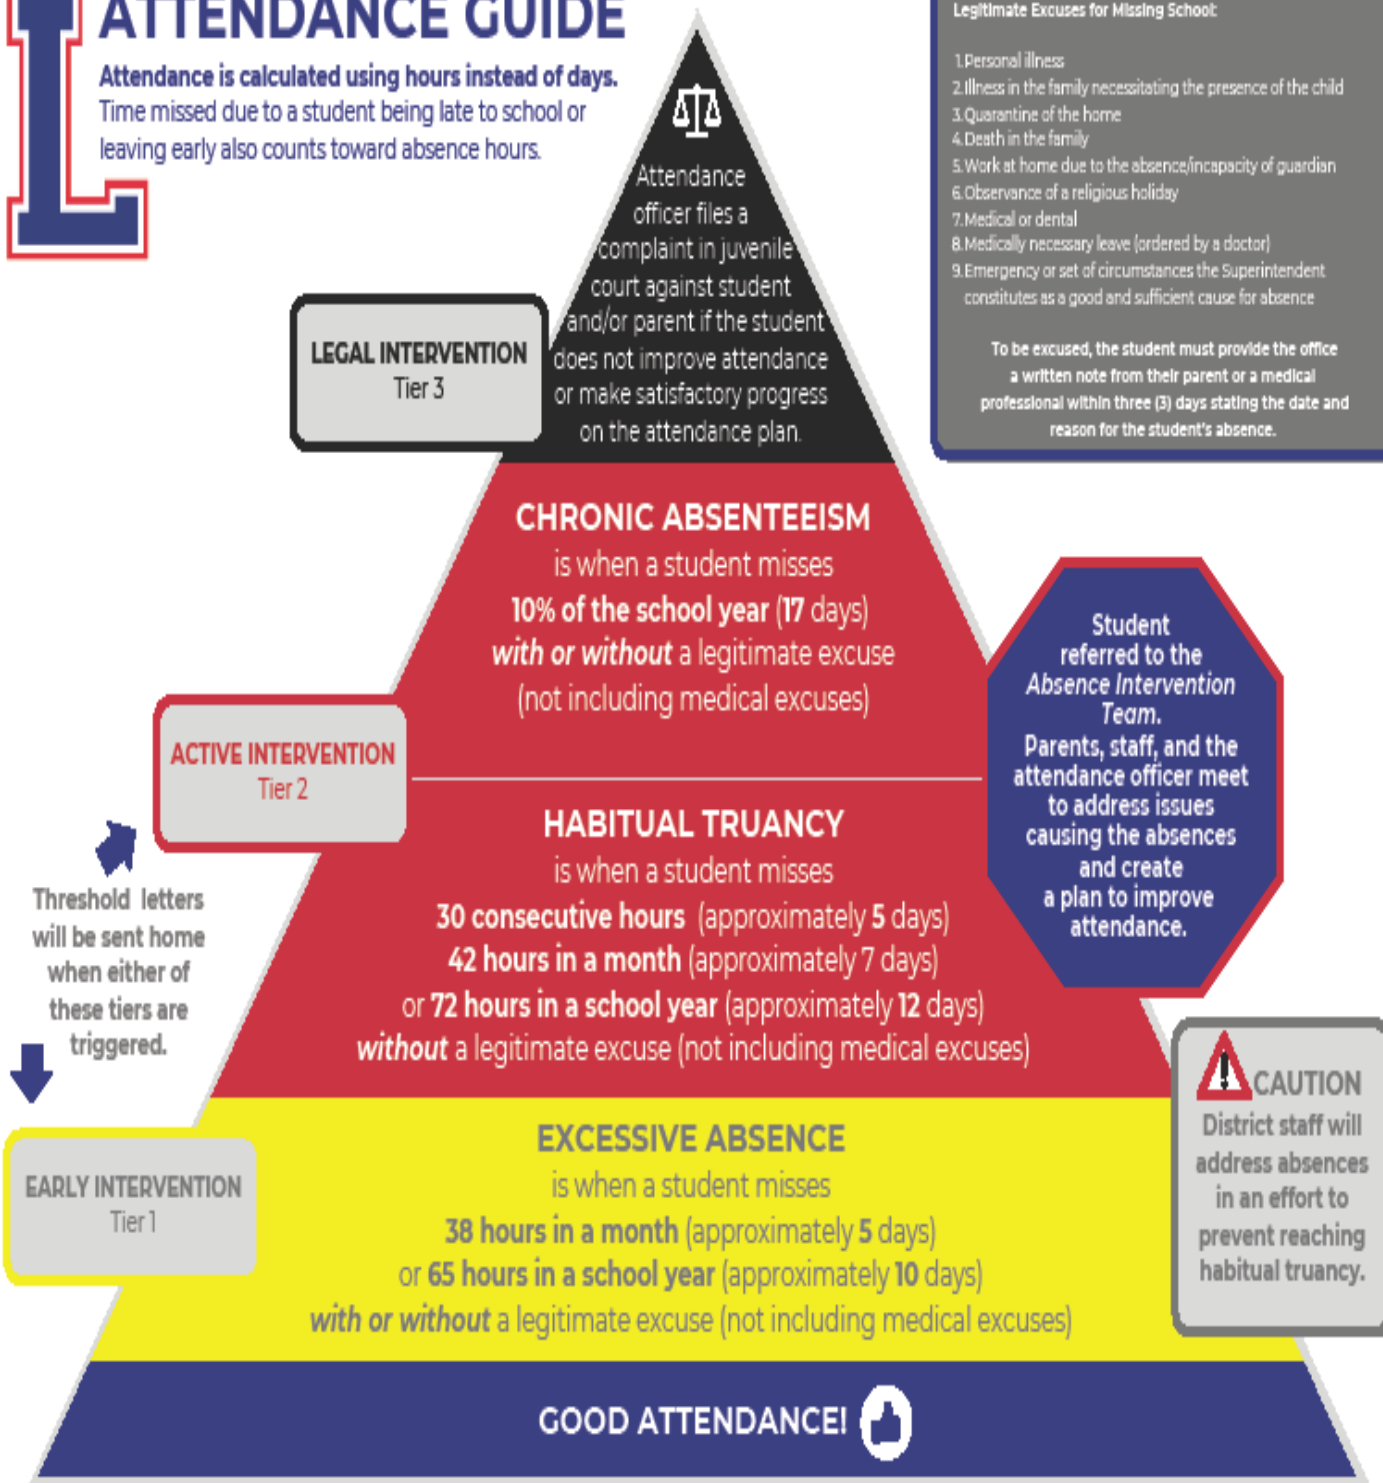 ATTENDANCE GUIDE
Attendance is calculated using hours instead of days.
Time missed due to a student being late to school or
leaving early also counts toward absence hours.
L
Legitimate Excuses for Missing School:
1.Personal illness
2.Illness in the family necessitating the presence of the child
3.Quarantine of the home
4.Death in the family
5.Work at home due to the absence/incapacity of guardian
6.Observance of a religious holiday
7.Medical or dental
8.Medically necessary leave (ordered by a doctor)
9.Emergency or set of circumstances the Superintendent
constitutes as a good and sufficient cause for absence
To be excused, the student must provide the office
a written note from their parent or a medical
professional within three (3) days stating the date and
reason for the student's absence.
Attendance
officer files a
complaint in juvenile
court against student
and/or parent if the student
does not improve attendance
or make satisfactory progress
on the attendance plan.
LEGAL INTERVENTION
Tier 3
CHRONIC ABSENTEEISM
is when a student misses
10% of the school year (17 days)
with or without a legitimate excuse
(not including medical excuses)
Student
referred to the
Absence Intervention
Team.
Parents, staff, and the
attendance officer meet
to address issues
causing the absences
and create
a plan to improve
attendance.
ACTIVE INTERVENTION
Tier 2
HABITUAL TRUANCY
is when a student misses
30 consecutive hours (approximately 5 days)
42 hours in a month (approximately 7 days)
or 72 hours in a school year (approximately 12 days)
without a legitimate excuse (not including medical excuses)
Threshold letters
will be sent home
when either of
these tiers are
triggered.
CAUTION
District staff will
address absences
in an effort to
prevent reaching
habitual truancy.
EARLY INTERVENTION
Tier 1
EXCESSIVE ABSENCE
is when a student misses
38 hours in a month (approximately 5 days)
or 65 hours in a school year (approximately 10 days)
with or without a legitimate excuse (not including medical excuses)
GOOD ATTENDANCE!